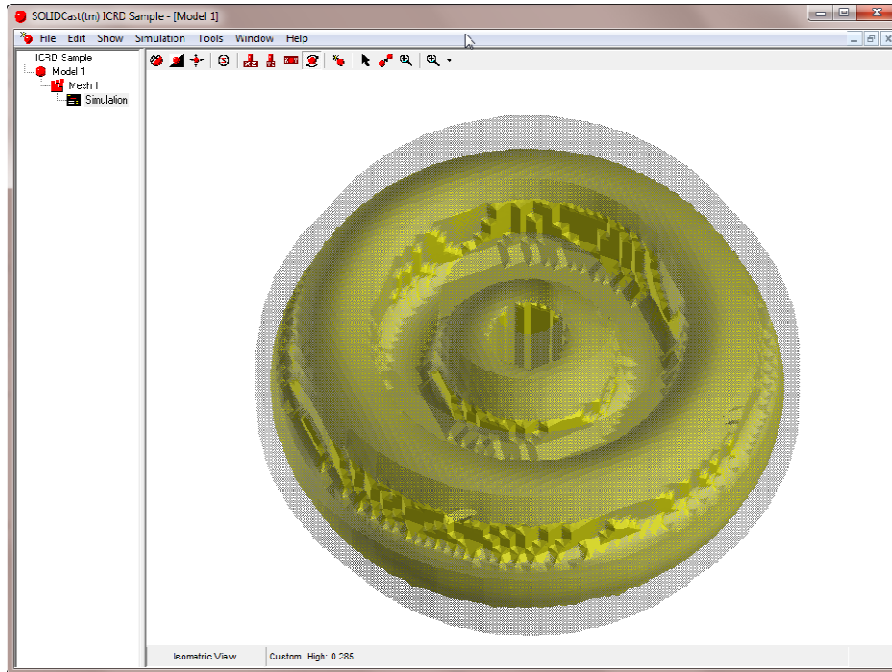 SOLIDCast(tm) ICRD Sample - [Model 1]
File Edit Show Simulation Tools Window Help
ICRD Sample
Model 1
Mesh 1
Simulation
Isometric View Custom High: 0.285